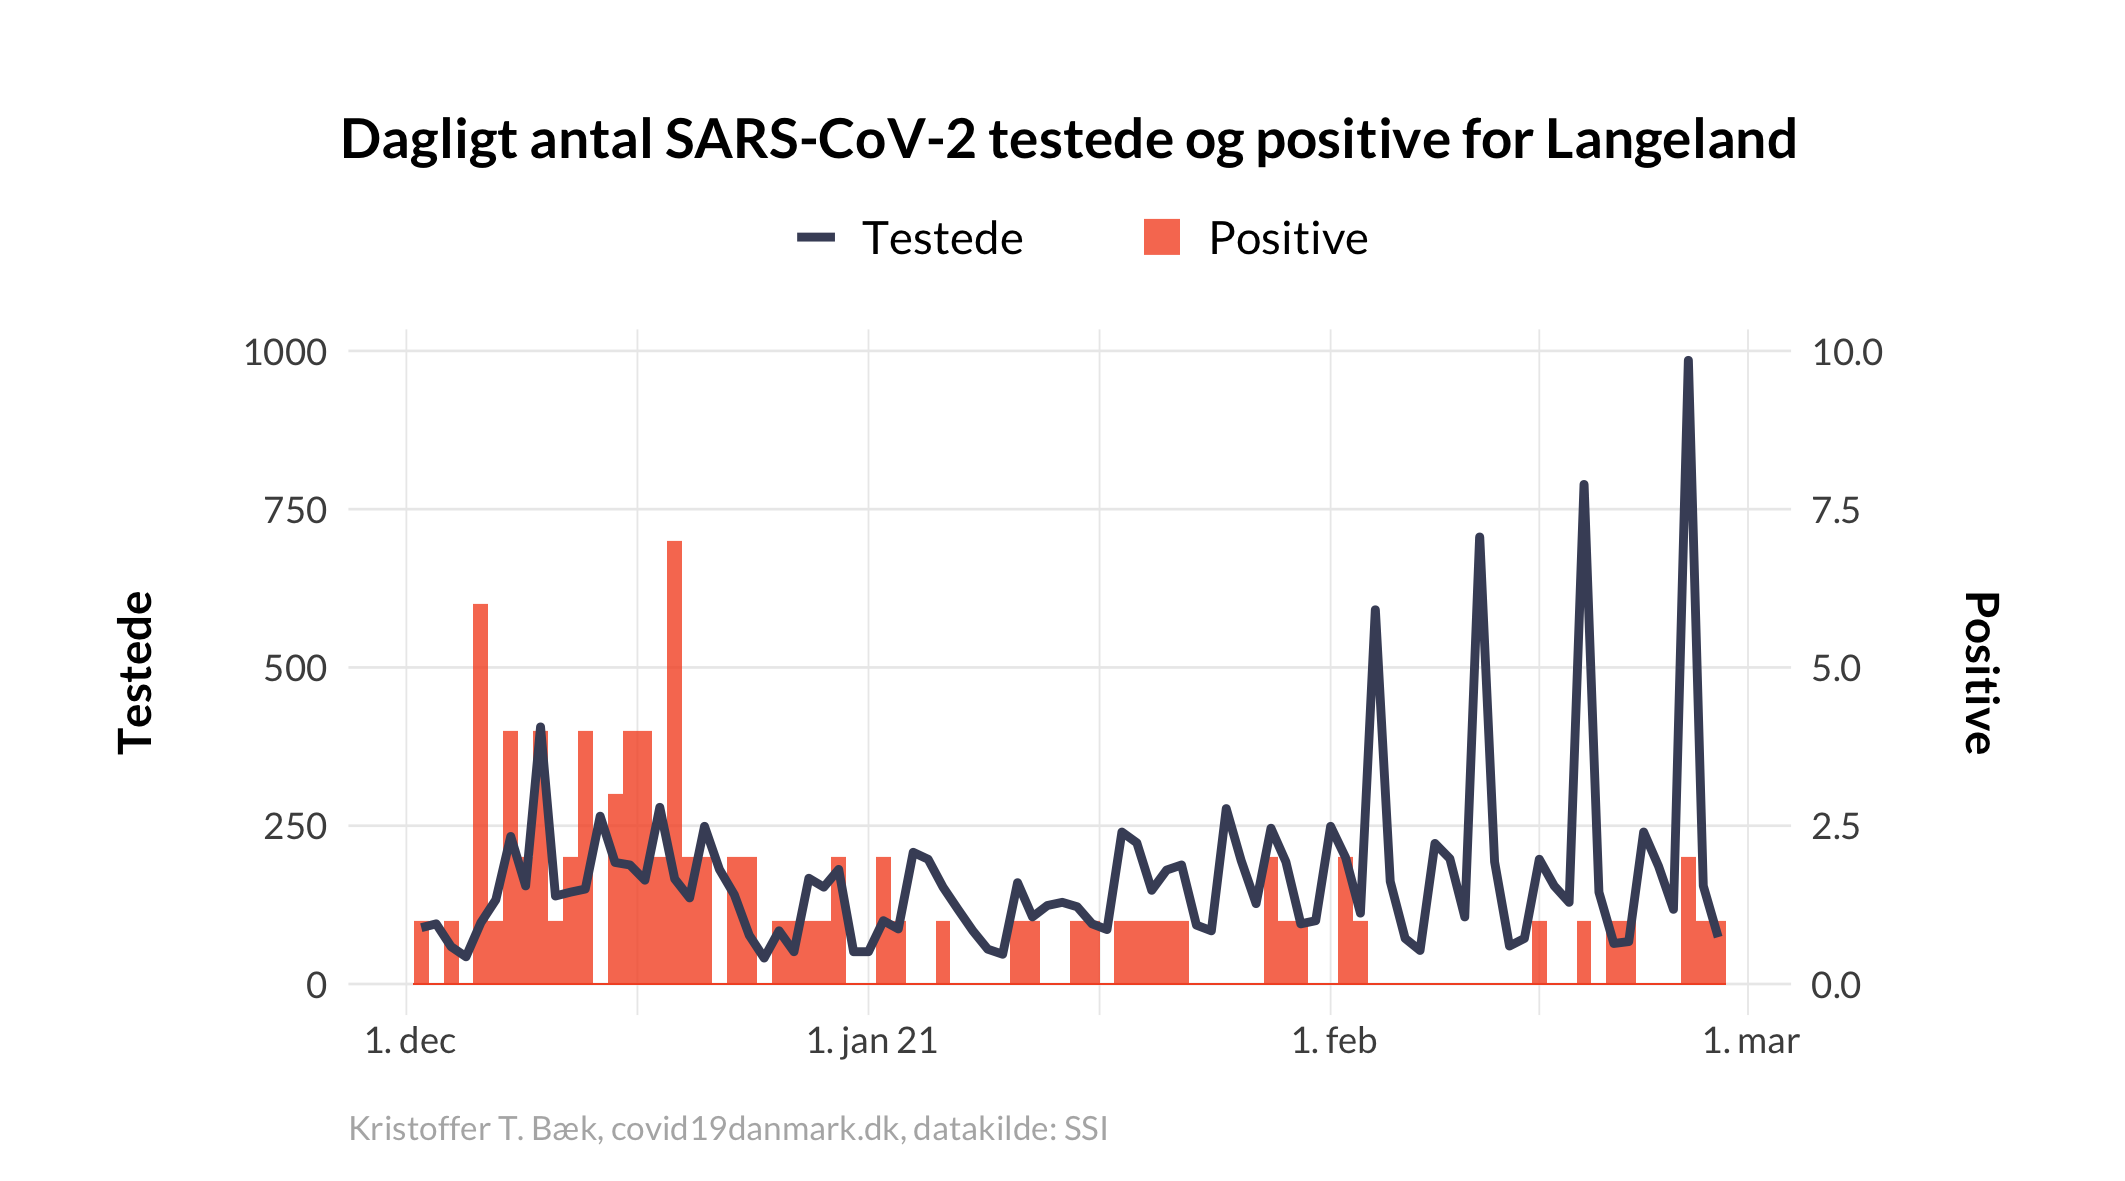 Dagligt antal SARS-CoV-2 testede og positive for Langeland
Testede
Positive
1000
750
500
250
0
10.0
7.5
5.0
2.5
0.0
Testede
Positive
1. dec
1. jan 21
1. feb
1. mar
Kristoffer T. Bæk, covid19danmark.dk, datakilde: SSI